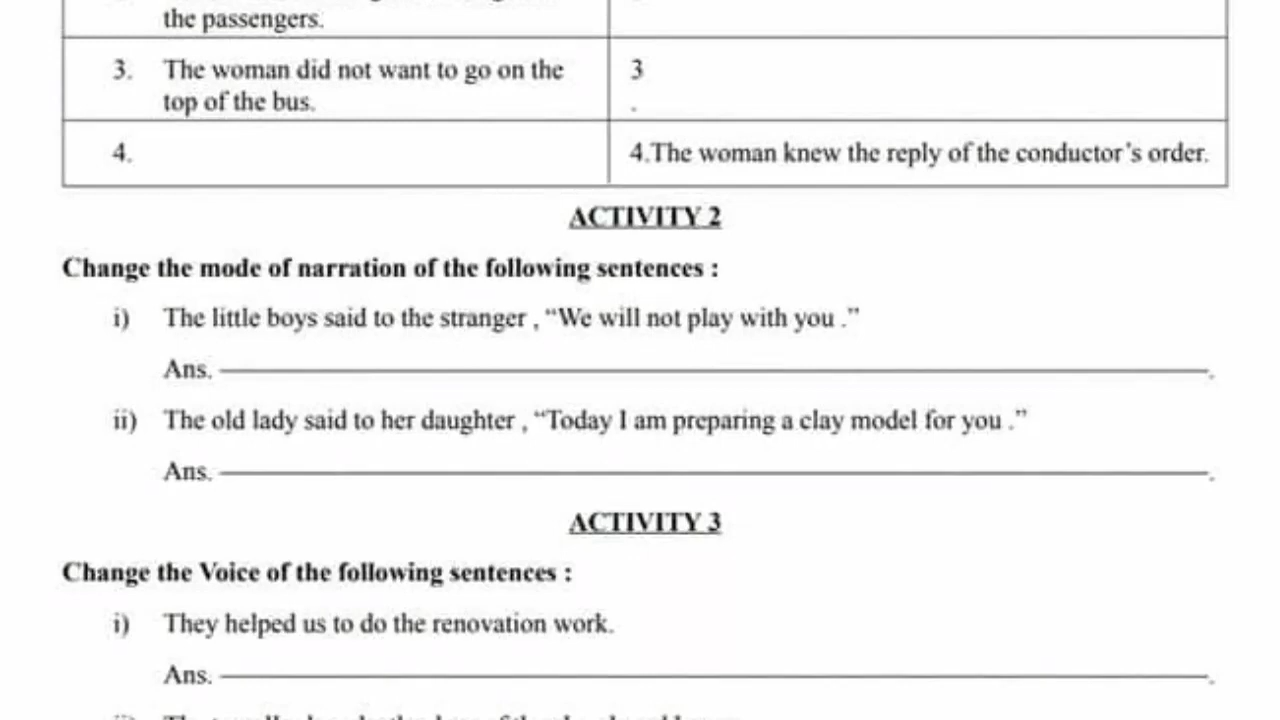 the passengers.
3. The woman did not want to go on the
top of the bus.
3
.
4.
4.The woman knew the reply of the conductor's order.
ACTIVITY 2
Change the mode of narration of the following sentences :
i) The little boys said to the stranger , “We will not play with you .”
Ans. .
ii) The old lady said to her daughter , “Today I am preparing a clay model for you .”
Ans. .
ACTIVITY 3
Change the Voice of the following sentences :
i) They helped us to do the renovation work.
Ans. .